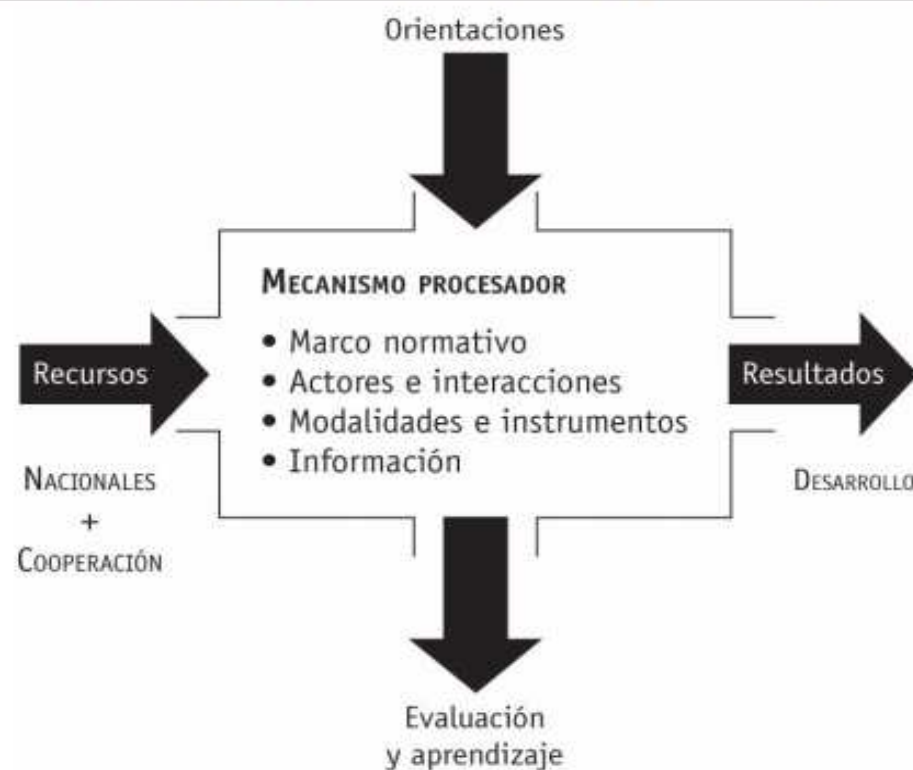 Orientaciones
MECANISMO PROCESADOR
• Marco normativo
• Actores e interacciones
• Modalidades e instrumentos
• Información
Recursos
NACIONALES
+
COOPERACIÓN
Resultados
DESARROLLO
Evaluación
y aprendizaje